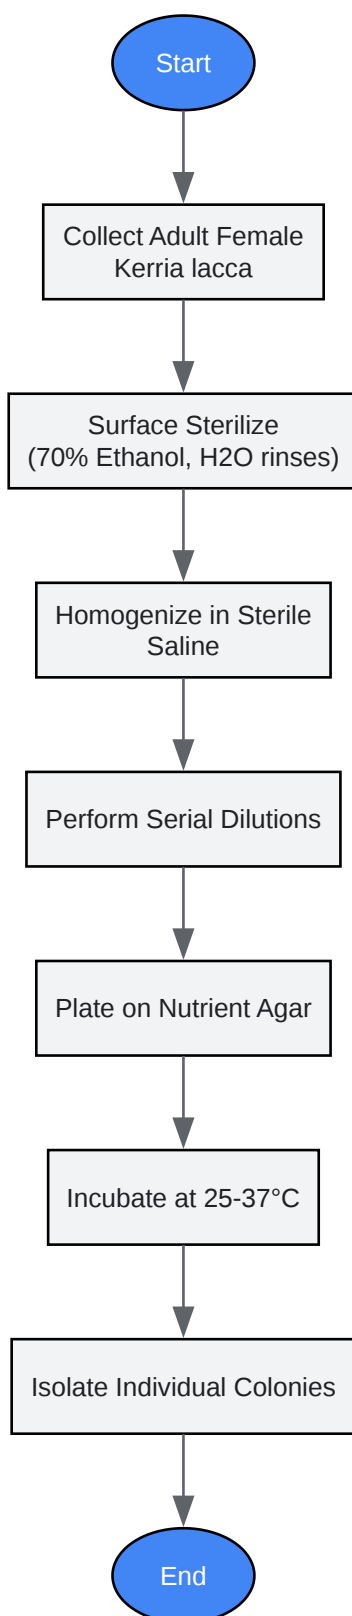 Start
Collect Adult Female
Kerria lacca
Surface Sterilize
(70% Ethanol, H2O rinses)
Homogenize in Sterile
Saline
Perform Serial Dilutions
Plate on Nutrient Agar
Incubate at 25-37°C
Isolate Individual Colonies
End